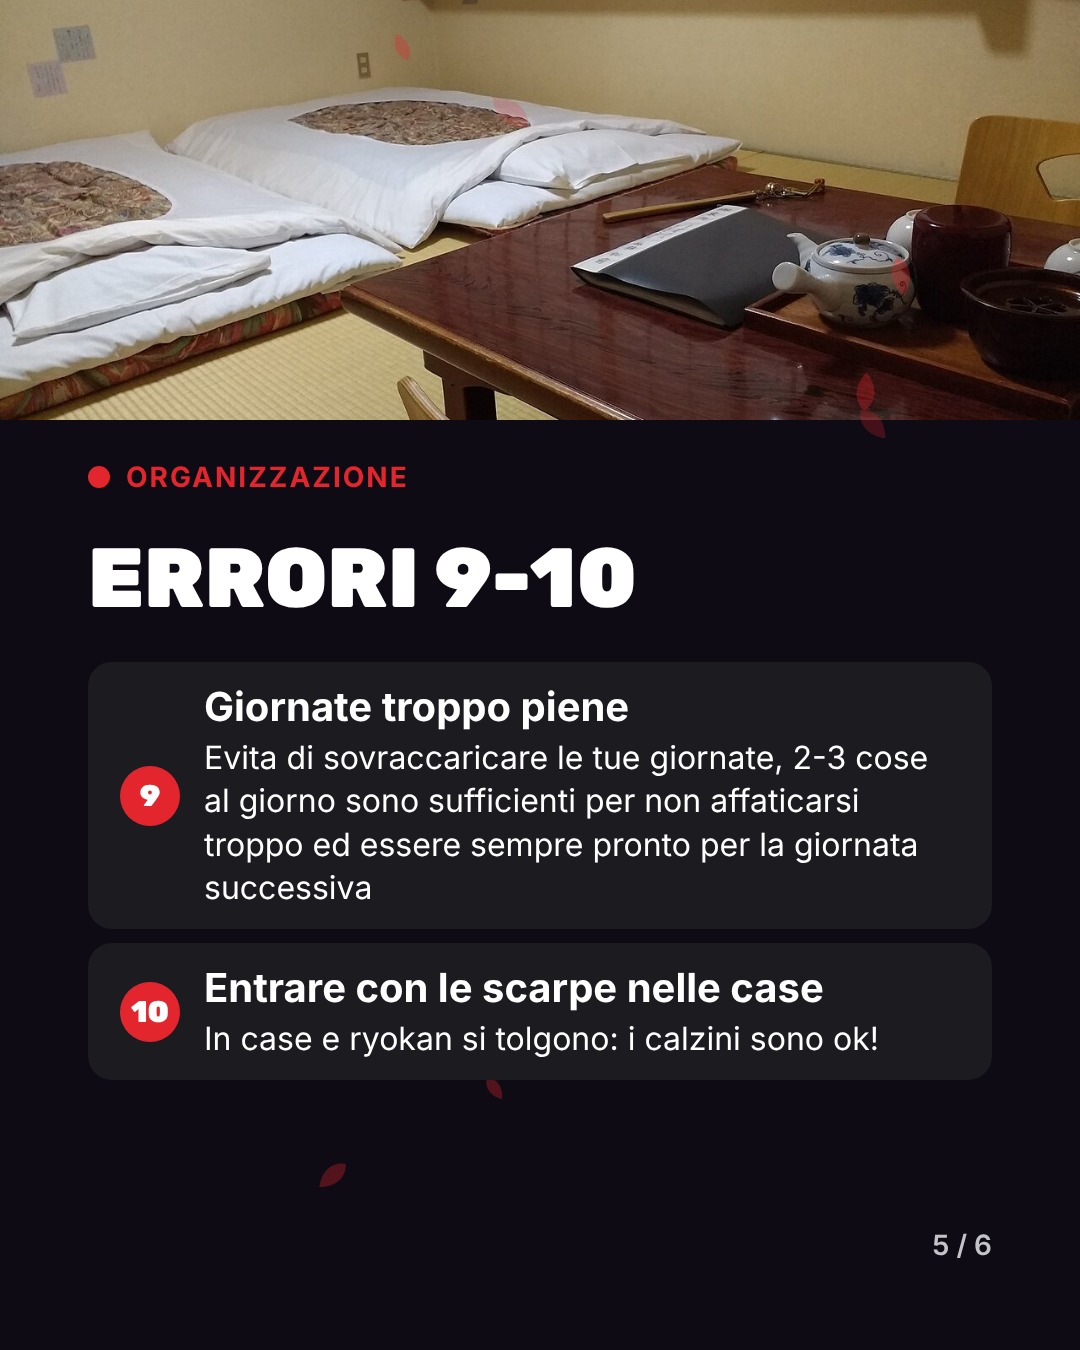 ORGANIZZAZIONE
ERRORI 9-10
Giornate troppo piene
Evita di sovraccaricare le tue giornate, 2-3 cose
al giorno sono sufficienti per non affaticarsi
troppo ed essere sempre pronto per la giornata
successiva
9
Entrare con le scarpe nelle case
10
In case e ryokan si tolgono: i calzini sono ok!
5 / 6